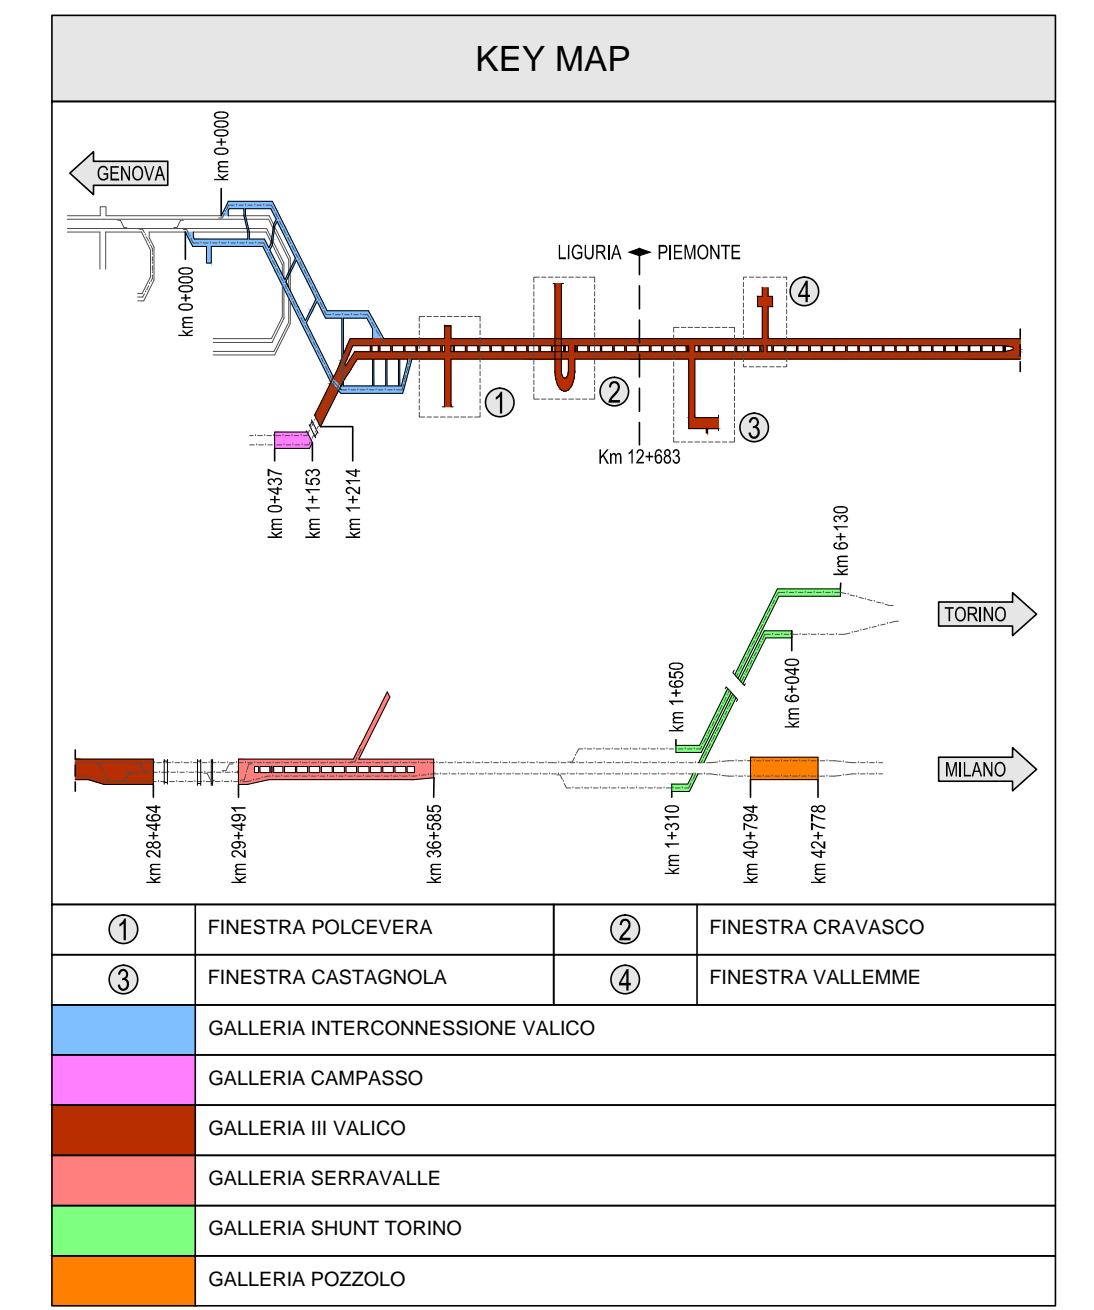 KEY MAP
km 0+000
GENOVA
km 0+000
LIGURIA PIEMONTE
4
1
2
3
Km 12+683
km 0+437
km 1+153
km 1+214
km 6+130
TORINO
km 6+040
km 1+650
MILANO
km 28+464
km 29+491
km 36+585
km 1+310
km 40+794
km 42+778
1 FINESTRA POLCEVERA 2 FINESTRA CRAVASCO
3 FINESTRA CASTAGNOLA 4 FINESTRA VALLEMME
GALLERIA INTERCONNESSIONE VALICO
GALLERIA CAMPASSO
GALLERIA III VALICO
GALLERIA SERRAVALLE
GALLERIA SHUNT TORINO
GALLERIA POZZOLO